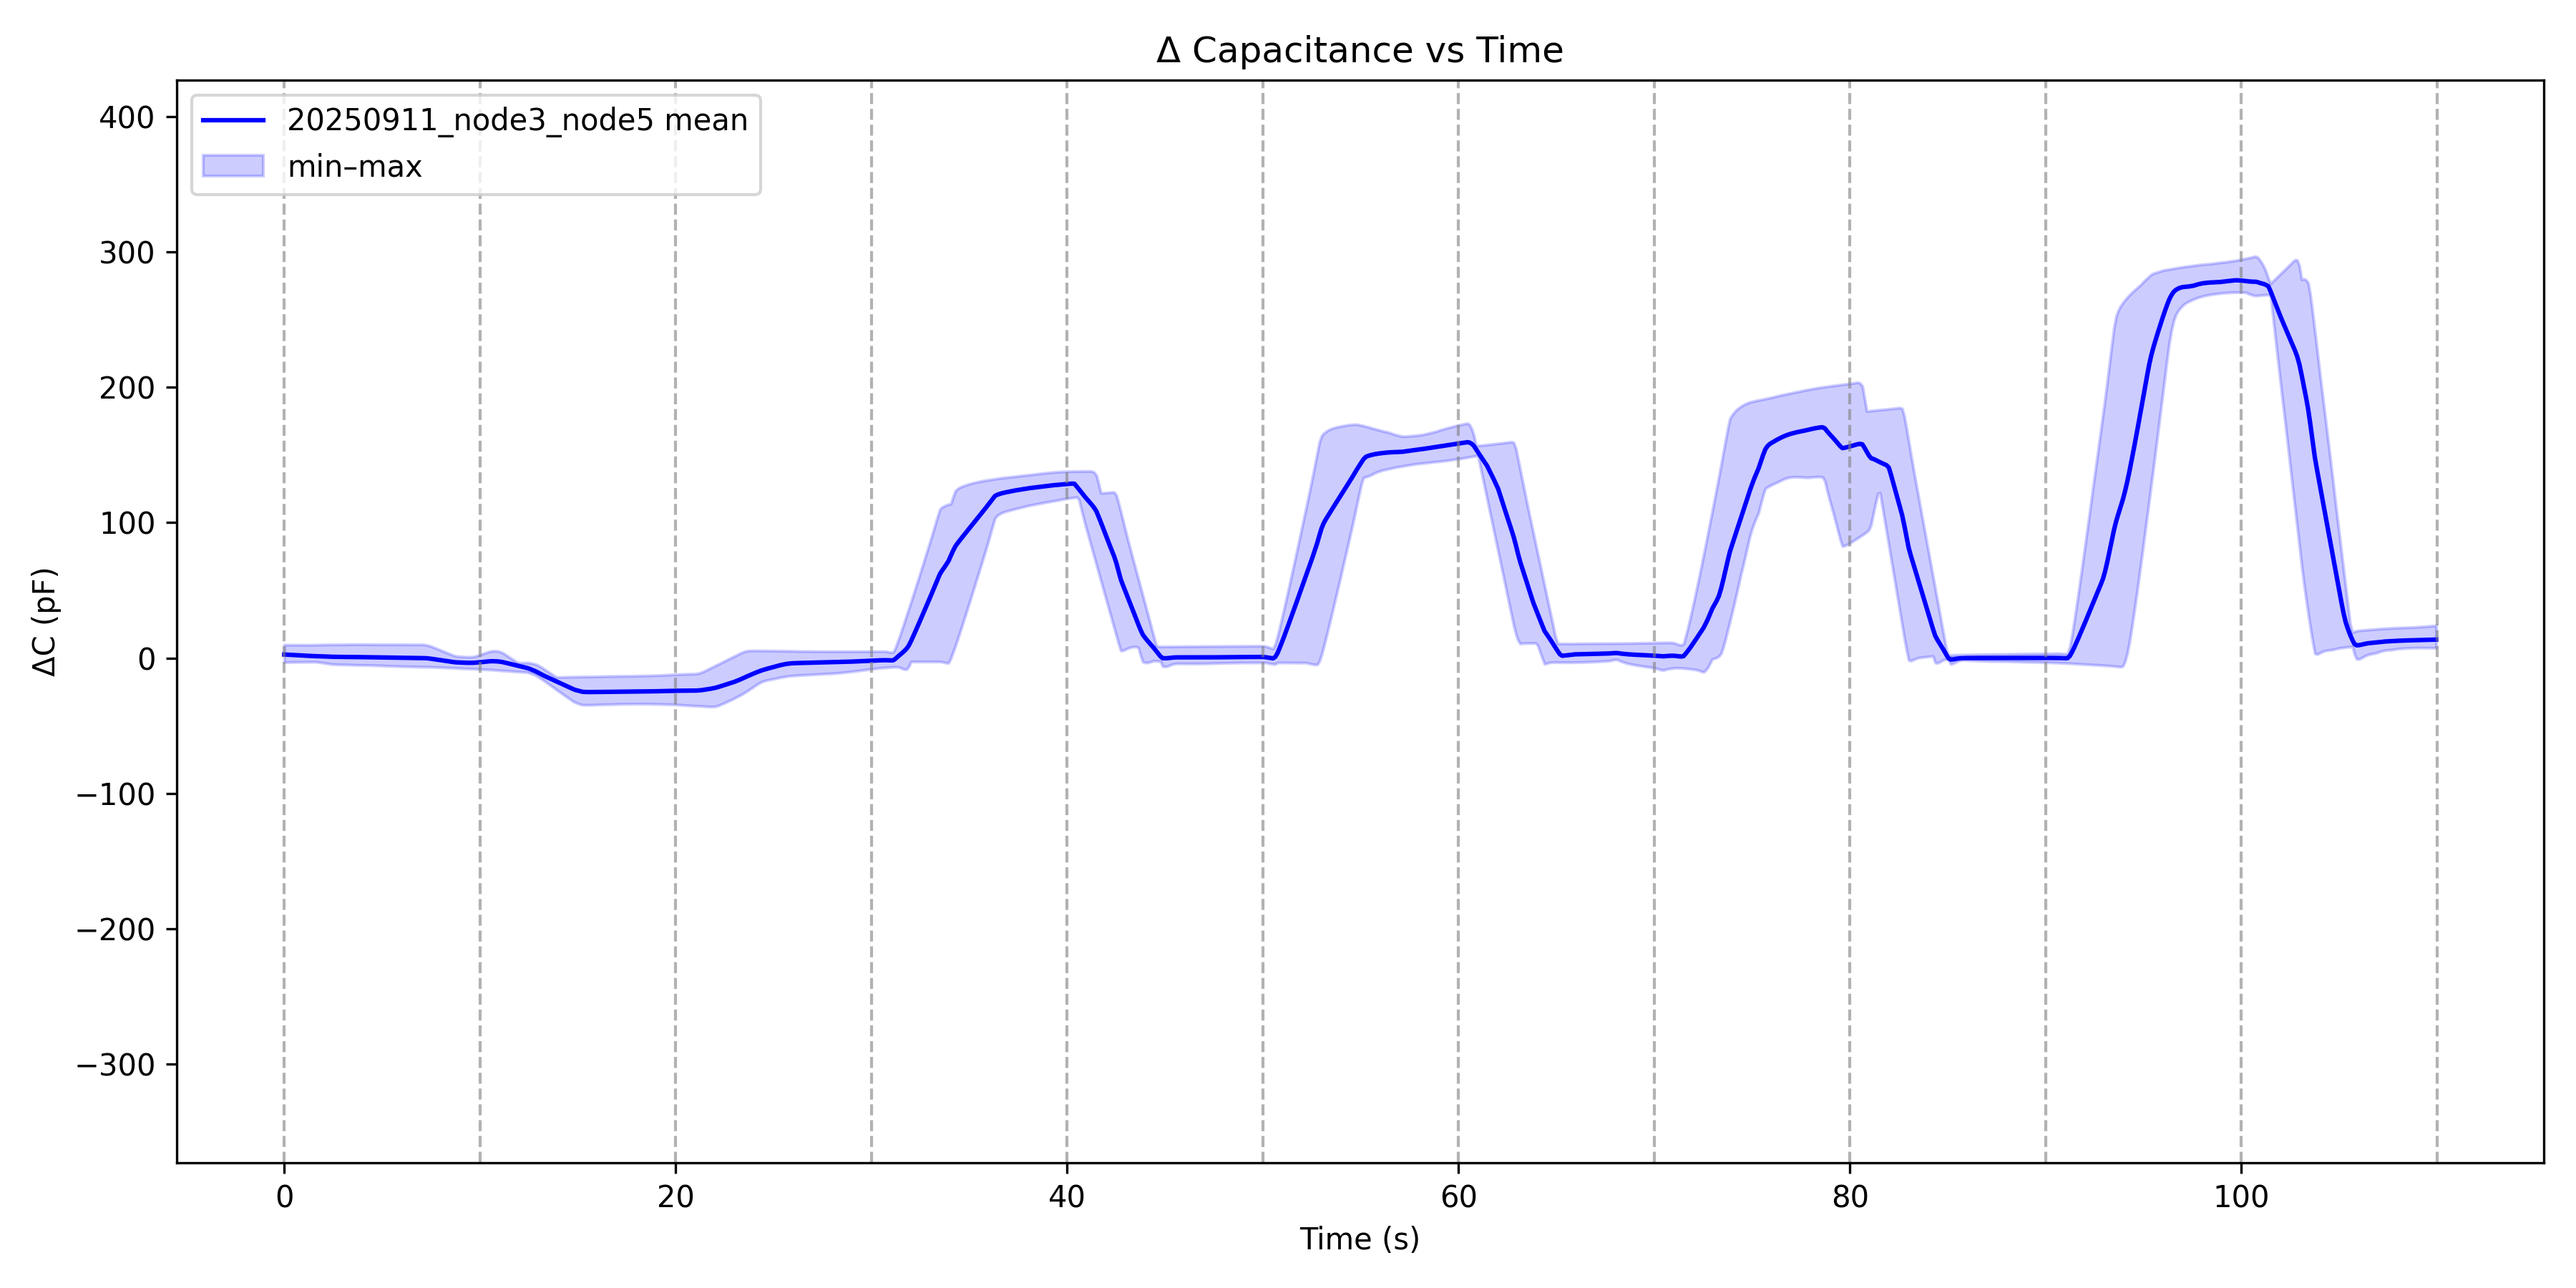 Δ Capacitance vs Time
20250911_node3_node5 mean
min–max
400
300
200
100
0
−100
−200
−300
ΔC (pF)
0 20 40 60 80 100
Time (s)